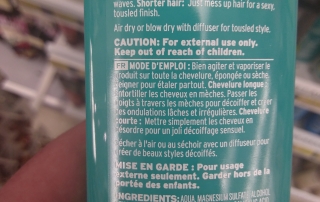 waves. Shorter hair: Just mess up hair for a sexy,
tousled finish.
Air dry or blow dry with diffuser for tousled style.
CAUTION: For external use only.
Keep out of reach of children.
FR MODE D'EMPLOI : Bien agiter et vaporiser le
produit sur toute la chevelure, épongée ou sèche,
peigner pour étaler partout. Chevelure longue
entortiller les cheveux en mèches. Passer les
doigts à travers les mèches pour décoiffer et créer
des ondulations lâches et irrégulières. Chevelure
courte : Mettre simplement les cheveux en
désordre pour un joli décoiffage sensuel.
Sécher à l'air ou au séchoir avec un diffuseur pour
créer de beaux styles décoiffés.
MISE EN GARDE : Pour usage
externe seulement. Garder hors de la
portée des enfants.
INGREDIENTS: AQUA, MAGNESIUM SULFATE, ALCOHOL